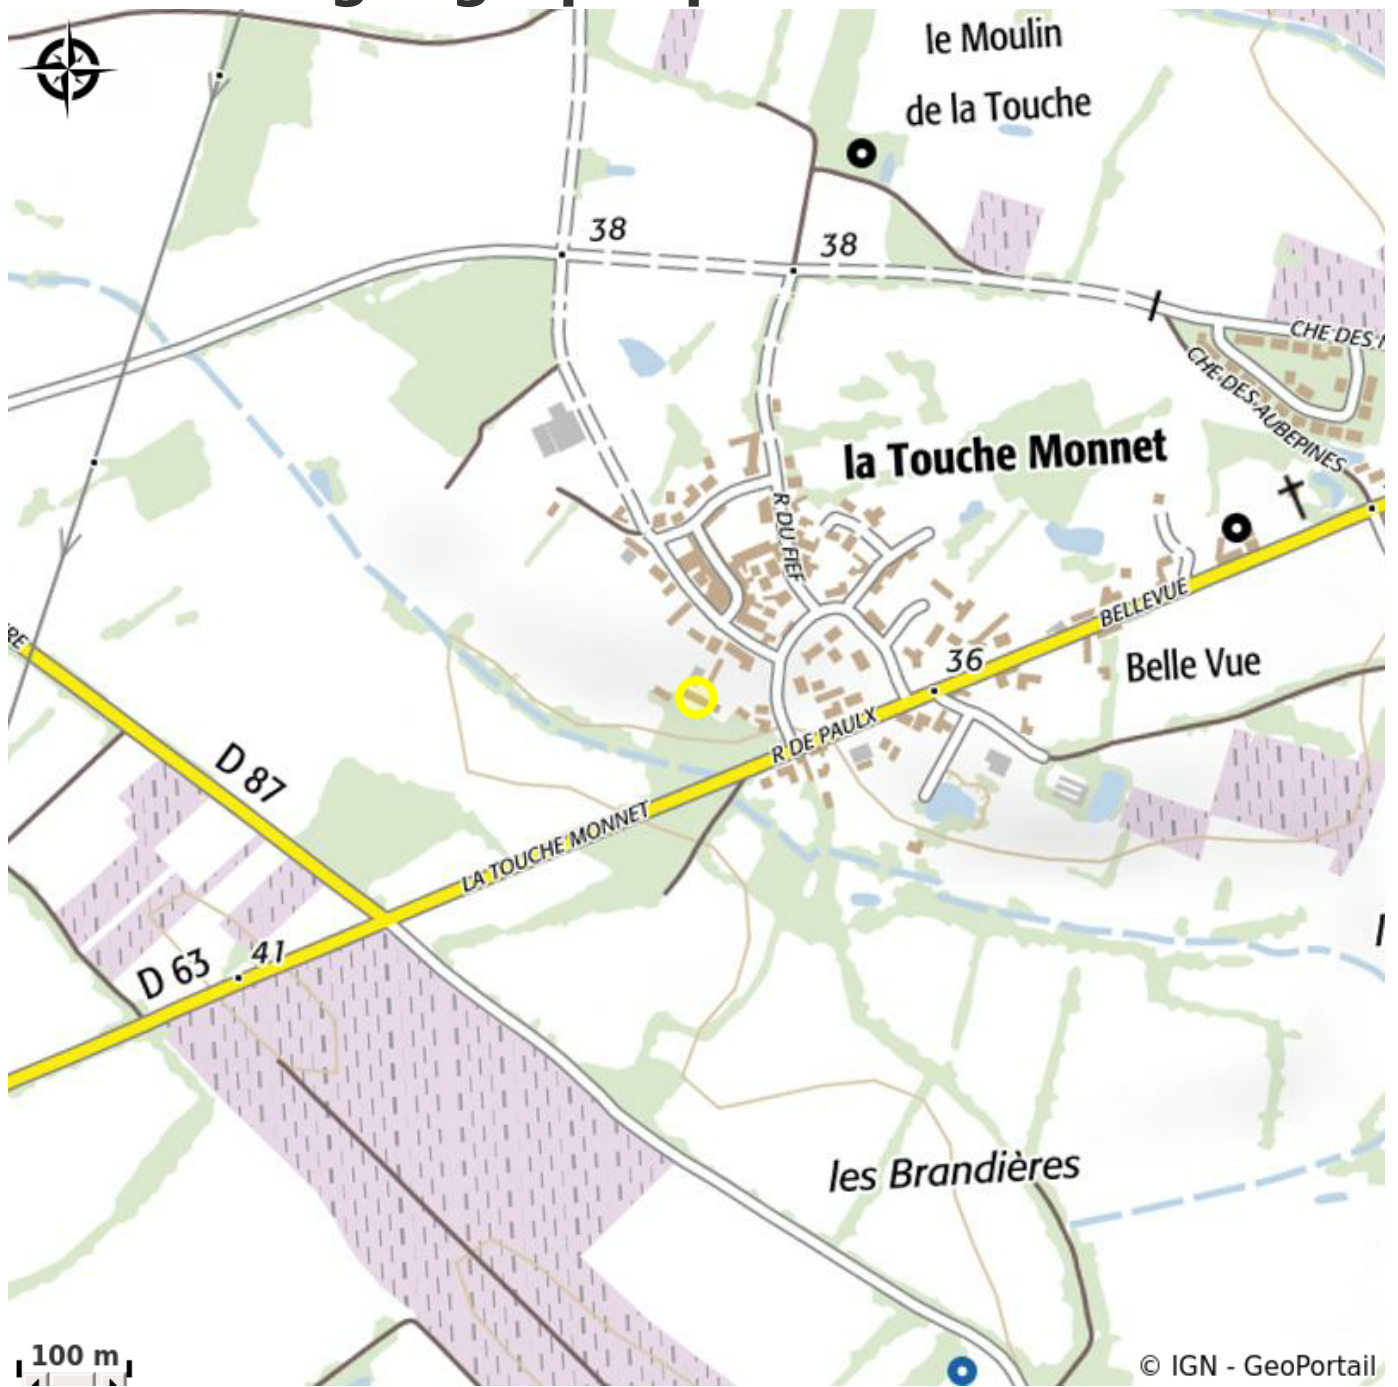 le Moulin
de la Touche
38
38
CHE DES
CHE DES AUBEPINES
la Touche Monnet
R DU FIEF
BELLEVUE
36
Belle Vue
RE
R DE PAULX
D 87
LA TOUCHE MONNET
41
D 63
les Brandières
100 m
© IGN - GeoPortail